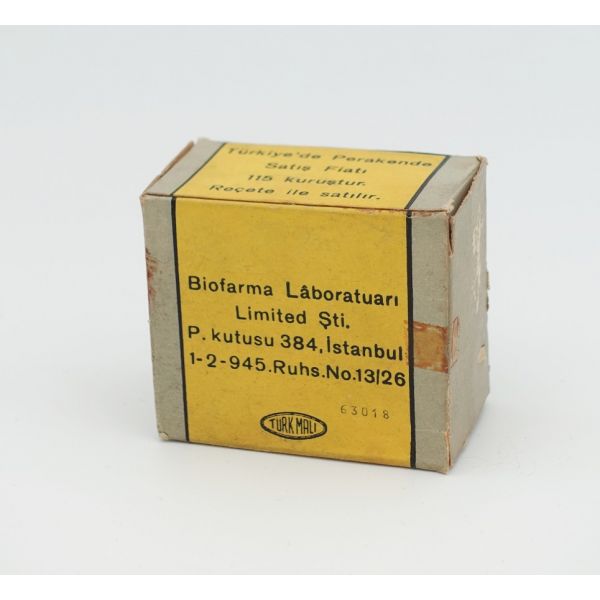 Türkiye'de Perakende
Satış Fiatı
115 kuruştur.
Reçete ile satılır.
Biofarma Lâboratuarı
Limited Şti.
P. kutusu 384, İstanbul
1-2-945. Ruhs. No. 13/26
63018
TÜRK MALI